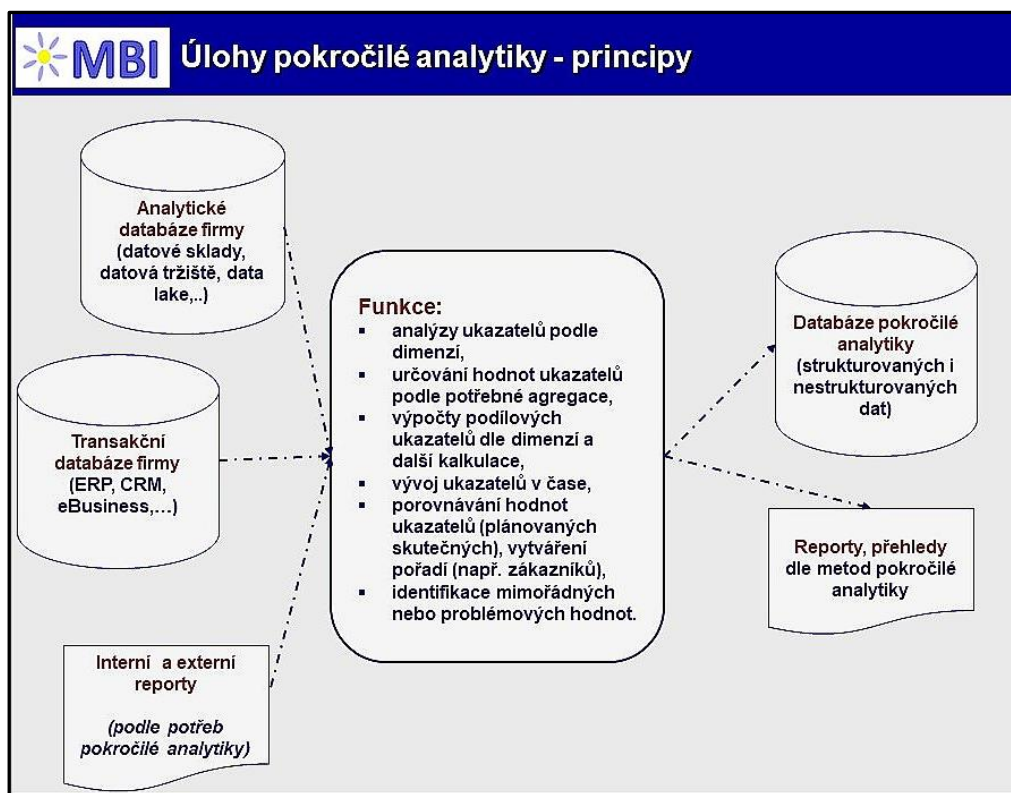 MBI
Úlohy pokročilé analytiky - principy
Analytické
databáze firmy
(datové sklady,
datová tržiště, data
lake,..)
Transakční
databáze firmy
(ERP, CRM,
eBusiness,…)
Interní a externí
reporty
(podle potřeb
pokročilé analytiky)
Funkce:
▪ analýzy ukazatelů podle
dimenzí,
▪ určování hodnot ukazatelů
podle potřebné agregace,
▪ výpočty podílových
ukazatelů dle dimenzí a
další kalkulace,
▪ vývoj ukazatelů v čase,
▪ porovnávání hodnot
ukazatelů (plánovaných
skutečných), vytváření
pořadí (např. zákazníků),
▪ identifikace mimořádných
nebo problémových hodnot.
Databáze pokročilé
analytiky
(strukturovaných i
nestrukturovaných
dat)
Reporty, přehledy
dle metod pokročilé
analytiky